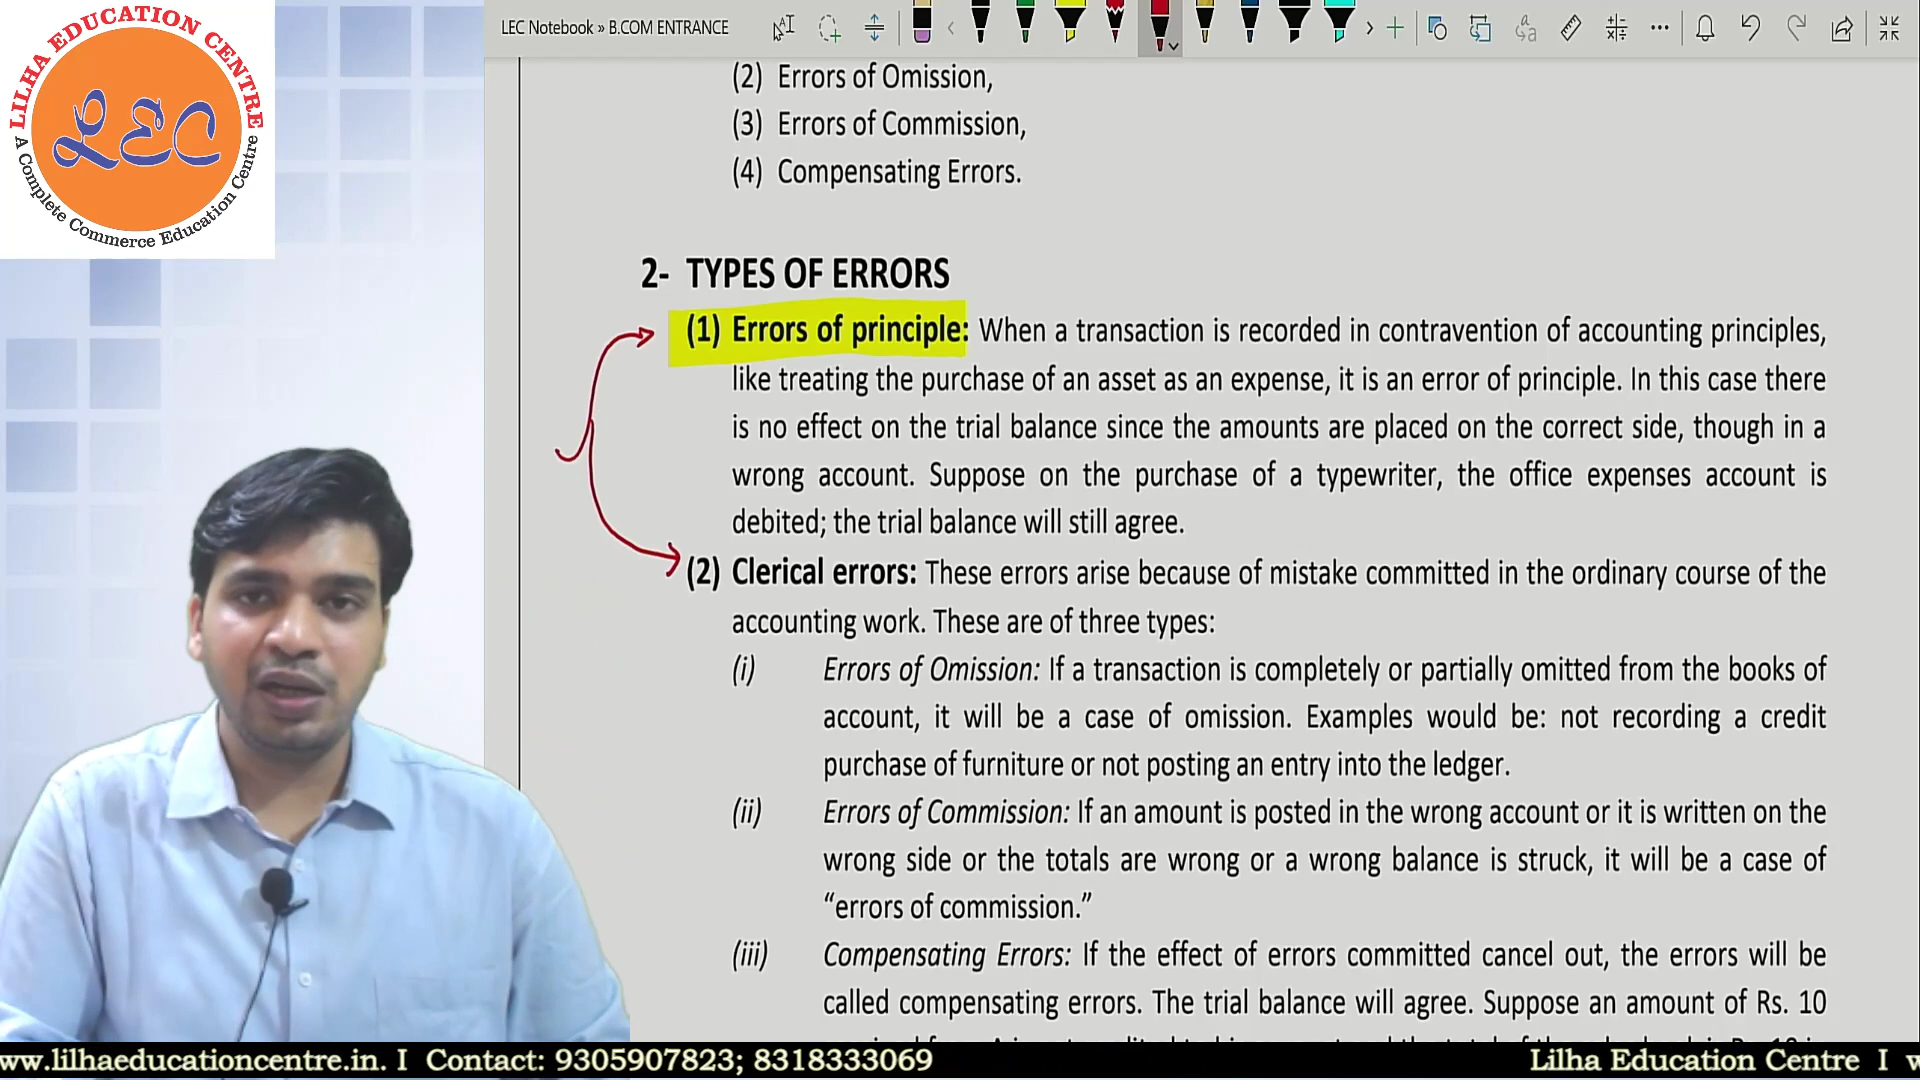 LILHA EDUCATION CENTRE
LEC
A Complete Commerce Education Centre
LEC Notebook » B.COM ENTRANCE
(2) Errors of Omission,
(3) Errors of Commission,
(4) Compensating Errors.
2- TYPES OF ERRORS
(1) Errors of principle: When a transaction is recorded in contravention of accounting principles,
like treating the purchase of an asset as an expense, it is an error of principle. In this case there
is no effect on the trial balance since the amounts are placed on the correct side, though in a
wrong account. Suppose on the purchase of a typewriter, the office expenses account is
debited; the trial balance will still agree.
(2) Clerical errors: These errors arise because of mistake committed in the ordinary course of the
accounting work. These are of three types:
(i) Errors of Omission: If a transaction is completely or partially omitted from the books of
account, it will be a case of omission. Examples would be: not recording a credit
purchase of furniture or not posting an entry into the ledger.
(ii) Errors of Commission: If an amount is posted in the wrong account or it is written on the
wrong side or the totals are wrong or a wrong balance is struck, it will be a case of
“errors of commission.”
(iii) Compensating Errors: If the effect of errors committed cancel out, the errors will be
called compensating errors. The trial balance will agree. Suppose an amount of Rs. 10
www.lilhaeducationcentre.in. I Contact: 9305907823; 8318333069
Lilha Education Centre I w